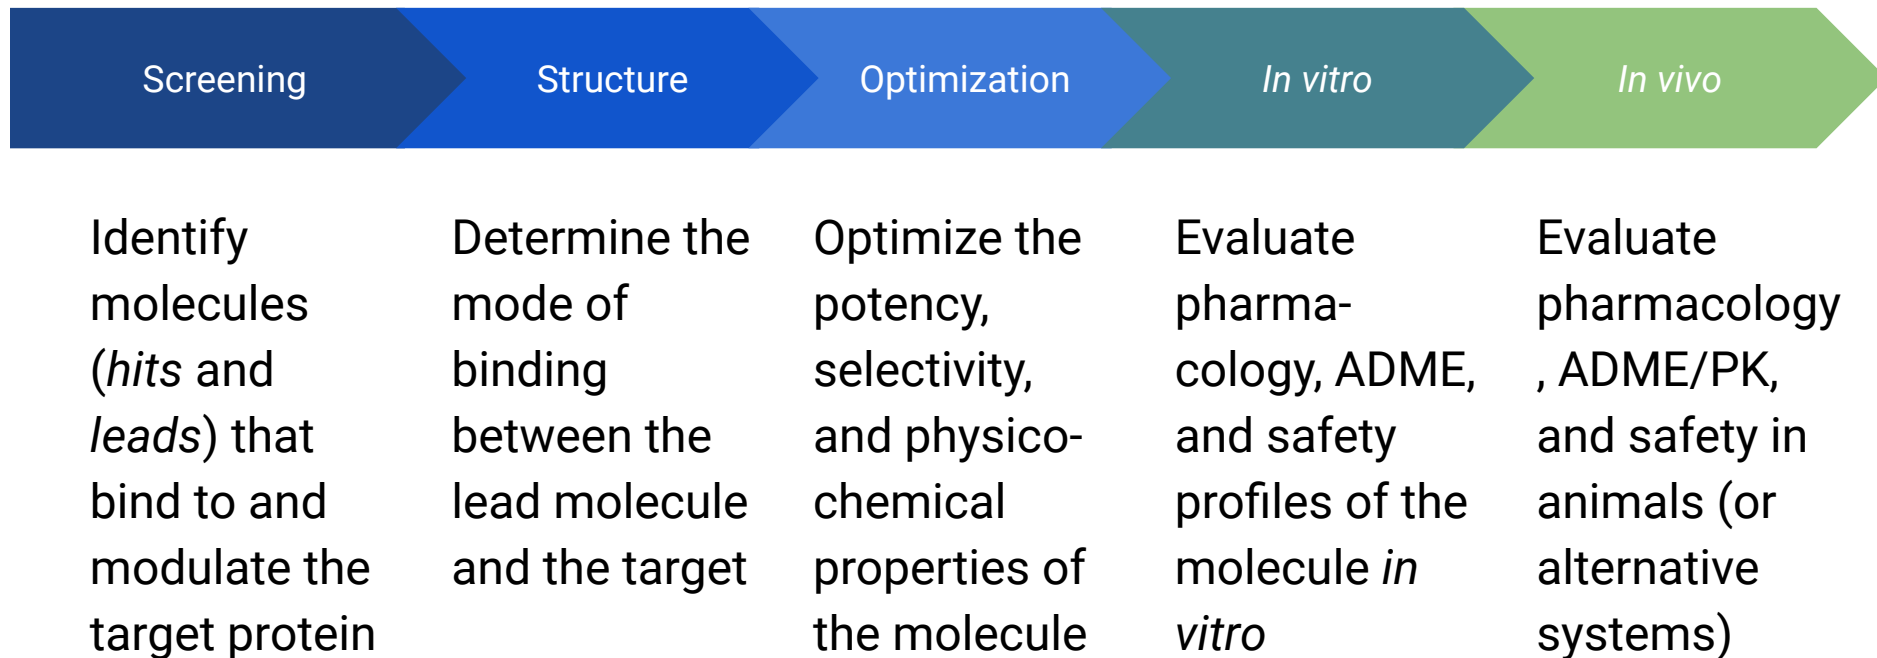 Screening
Structure
Optimization
In vitro
In vivo
Identify
molecules
(hits and
leads) that
bind to and
modulate the
target protein
Determine the
mode of
binding
between the
lead molecule
and the target
Optimize the
potency,
selectivity,
and physico-
chemical
properties of
the molecule
Evaluate
pharma-
cology, ADME,
and safety
profiles of the
molecule in
vitro
Evaluate
pharmacology
, ADME/PK,
and safety in
animals (or
alternative
systems)